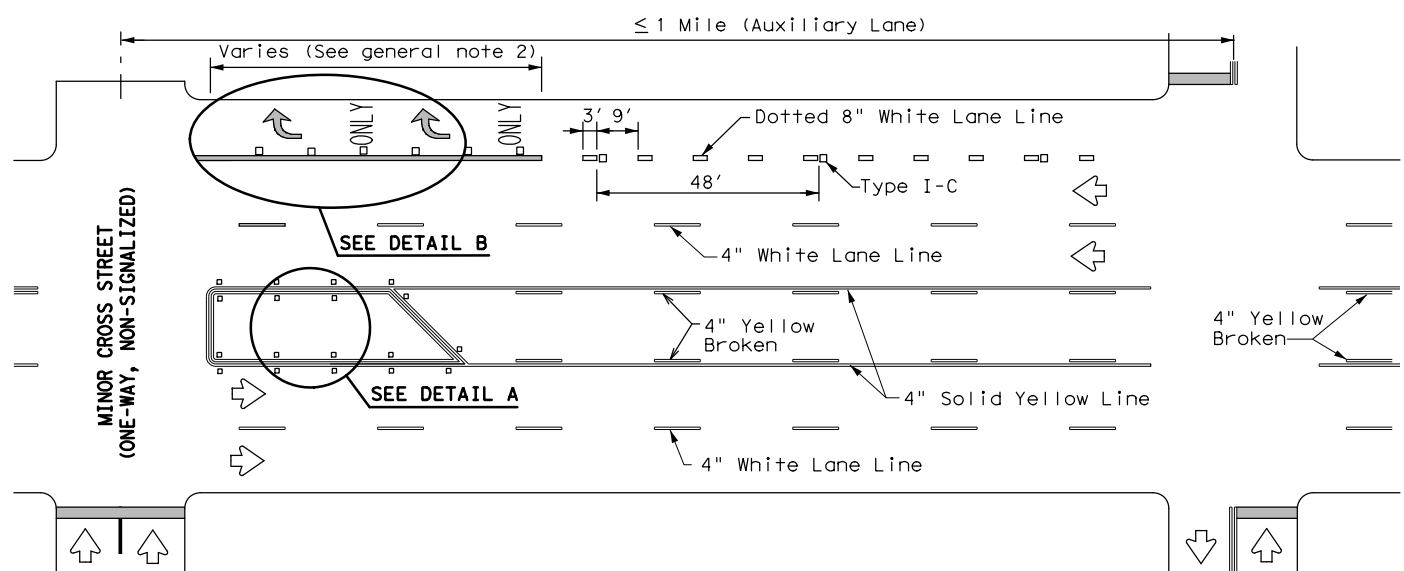 ≤ 1 Mile (Auxiliary Lane)
Varies (See general note 2)
ONLY
ONLY
3' 9'
Dotted 8" White Lane Line
48'
Type I-C
SEE DETAIL B
4" White Lane Line
MINOR CROSS STREET
(ONE-WAY, NON-SIGNALIZED)
4" Yellow
Broken
4" Yellow
Broken
SEE DETAIL A
4" Solid Yellow Line
4" White Lane Line